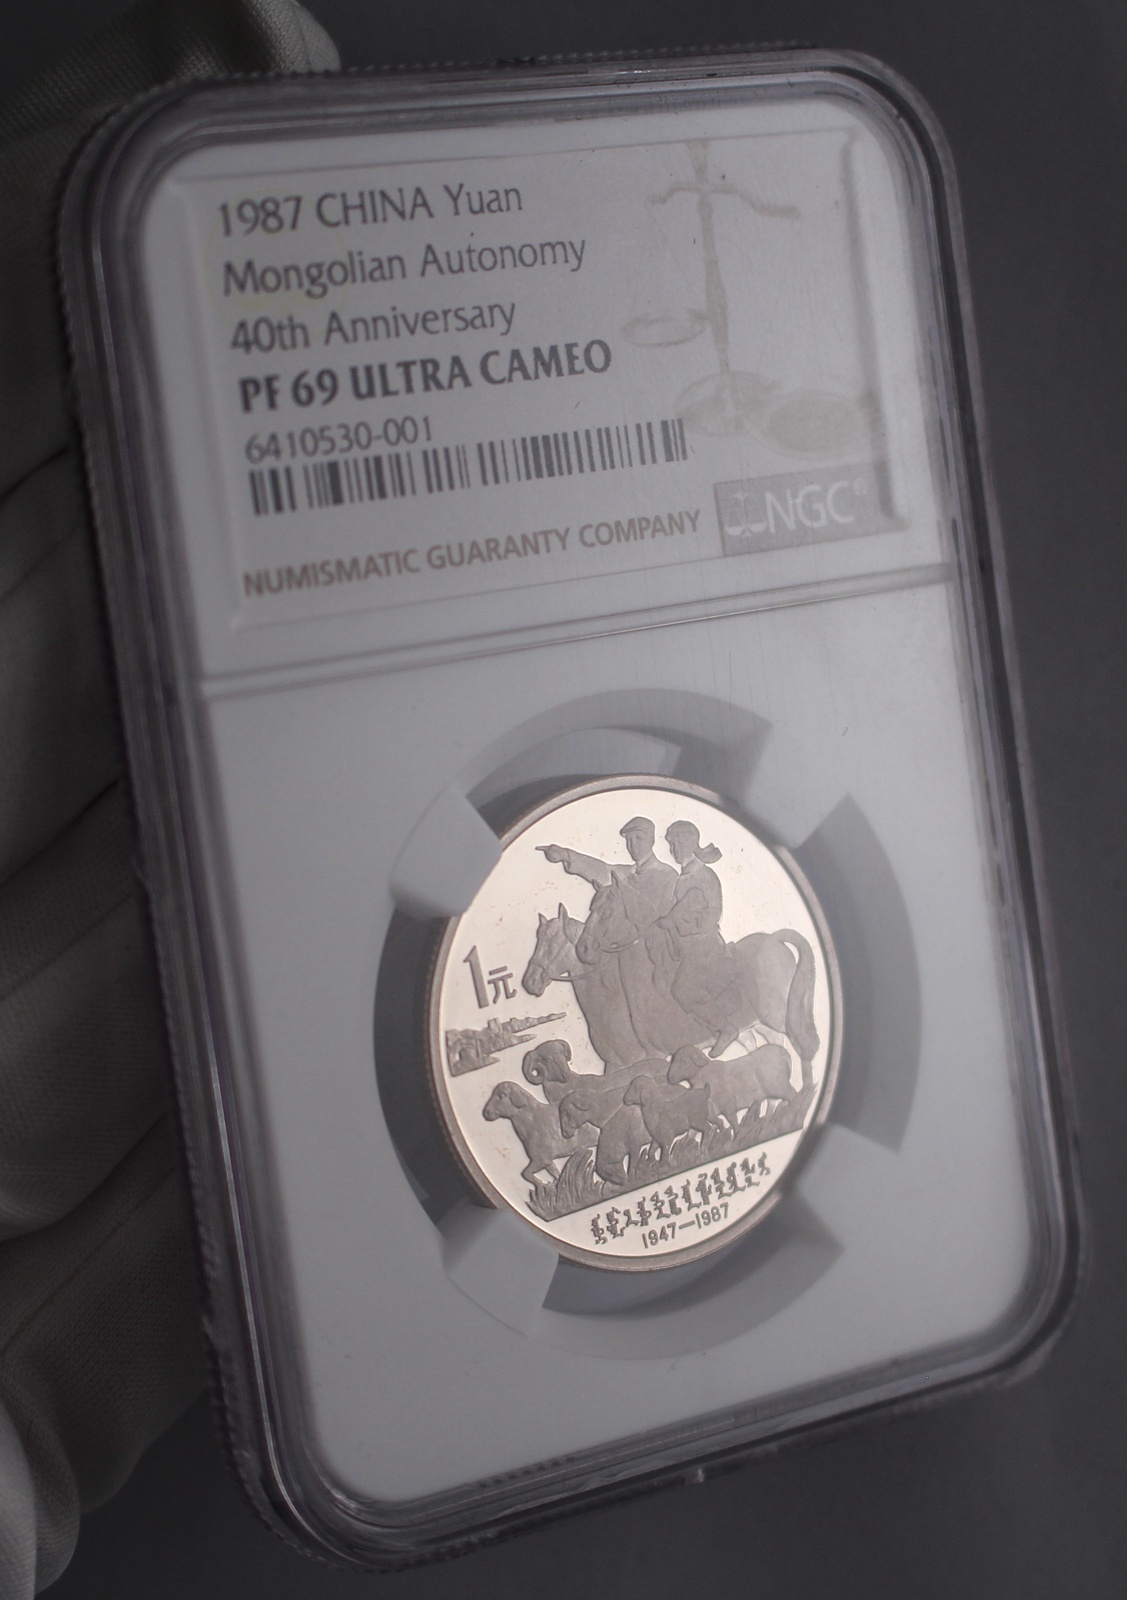 1987 CHINA Yuan
Mongolian Autonomy
40th Anniversary
PF 69 ULTRA CAMEO
6410530-001
NUMISMATIC GUARANTY COMPANY
NGC®
1元
1947—1987